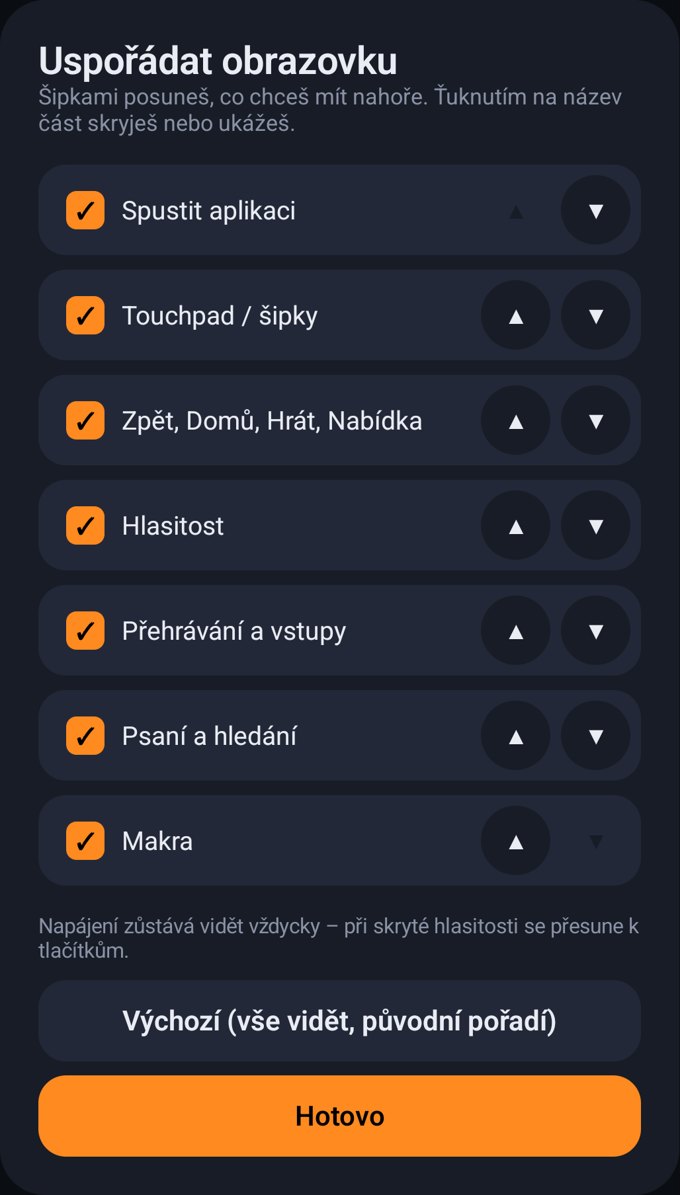 Uspořádat obrazovku
Šipkami posuneš, co chceš mít nahoře. Ťuknutím na název
část skryješ nebo ukážeš.
✓ Spustit aplikaci ▲ ▼
✓ Touchpad / šipky ▲ ▼
✓ Zpět, Domů, Hrát, Nabídka ▲ ▼
✓ Hlasitost ▲ ▼
✓ Přehrávání a vstupy ▲ ▼
✓ Psaní a hledání ▲ ▼
✓ Makra ▲ ▼
Napájení zůstává vidět vždycky – při skryté hlasitosti se přesune k
tlačítkům.
Výchozí (vše vidět, původní pořadí)
Hotovo